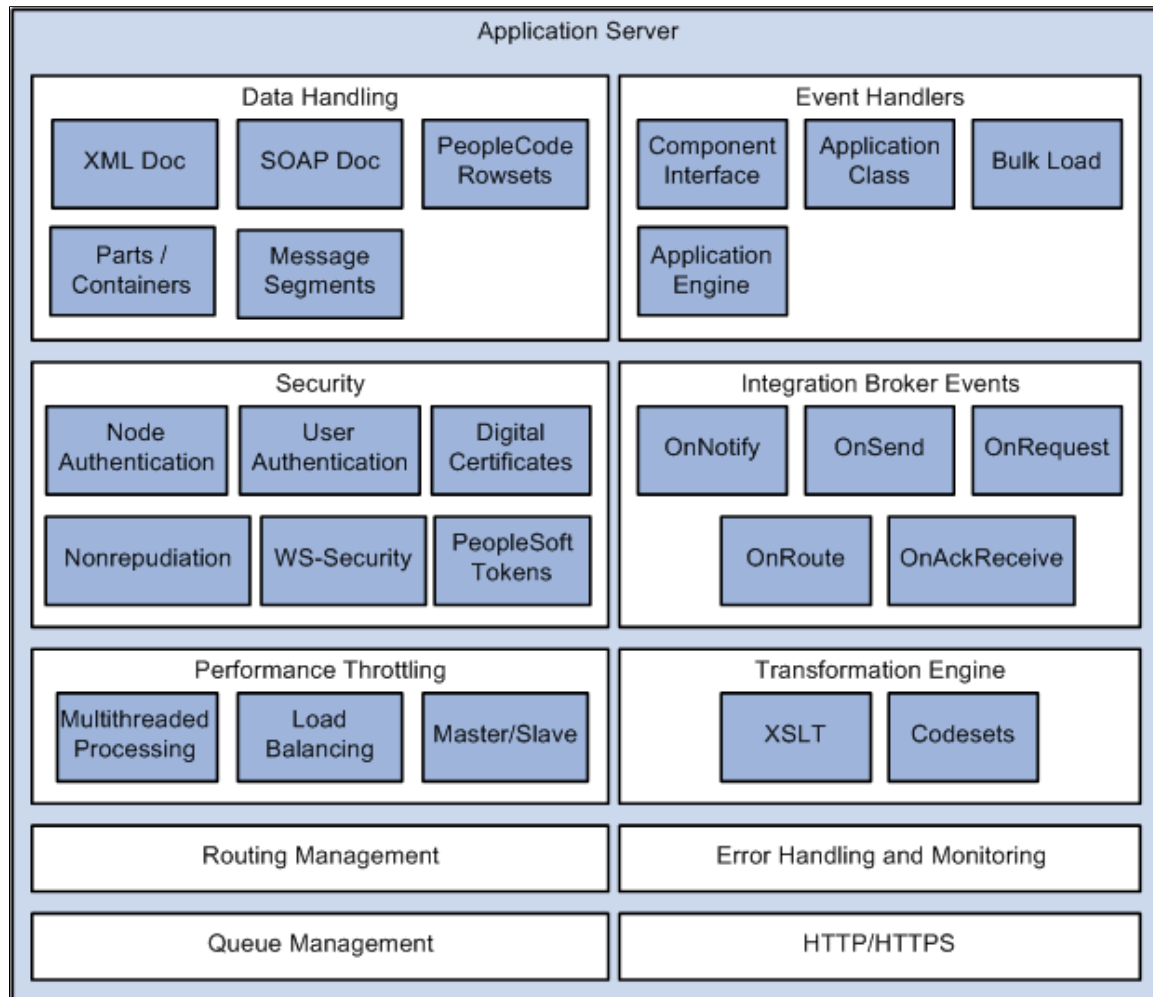 Application Server
Data Handling
XML Doc
SOAP Doc
PeopleCode
Rowsets
Parts /
Containers
Message
Segments
Event Handlers
Component
Interface
Application
Class
Bulk Load
Application
Engine
Security
Node
Authentication
User
Authentication
Digital
Certificates
Nonrepudiation
WS-Security
PeopleSoft
Tokens
Integration Broker Events
OnNotify
OnSend
OnRequest
OnRoute
OnAckReceive
Performance Throttling
Multithreaded
Processing
Load
Balancing
Master/Slave
Transformation Engine
XSLT
Codesets
Routing Management
Error Handling and Monitoring
Queue Management
HTTP/HTTPS